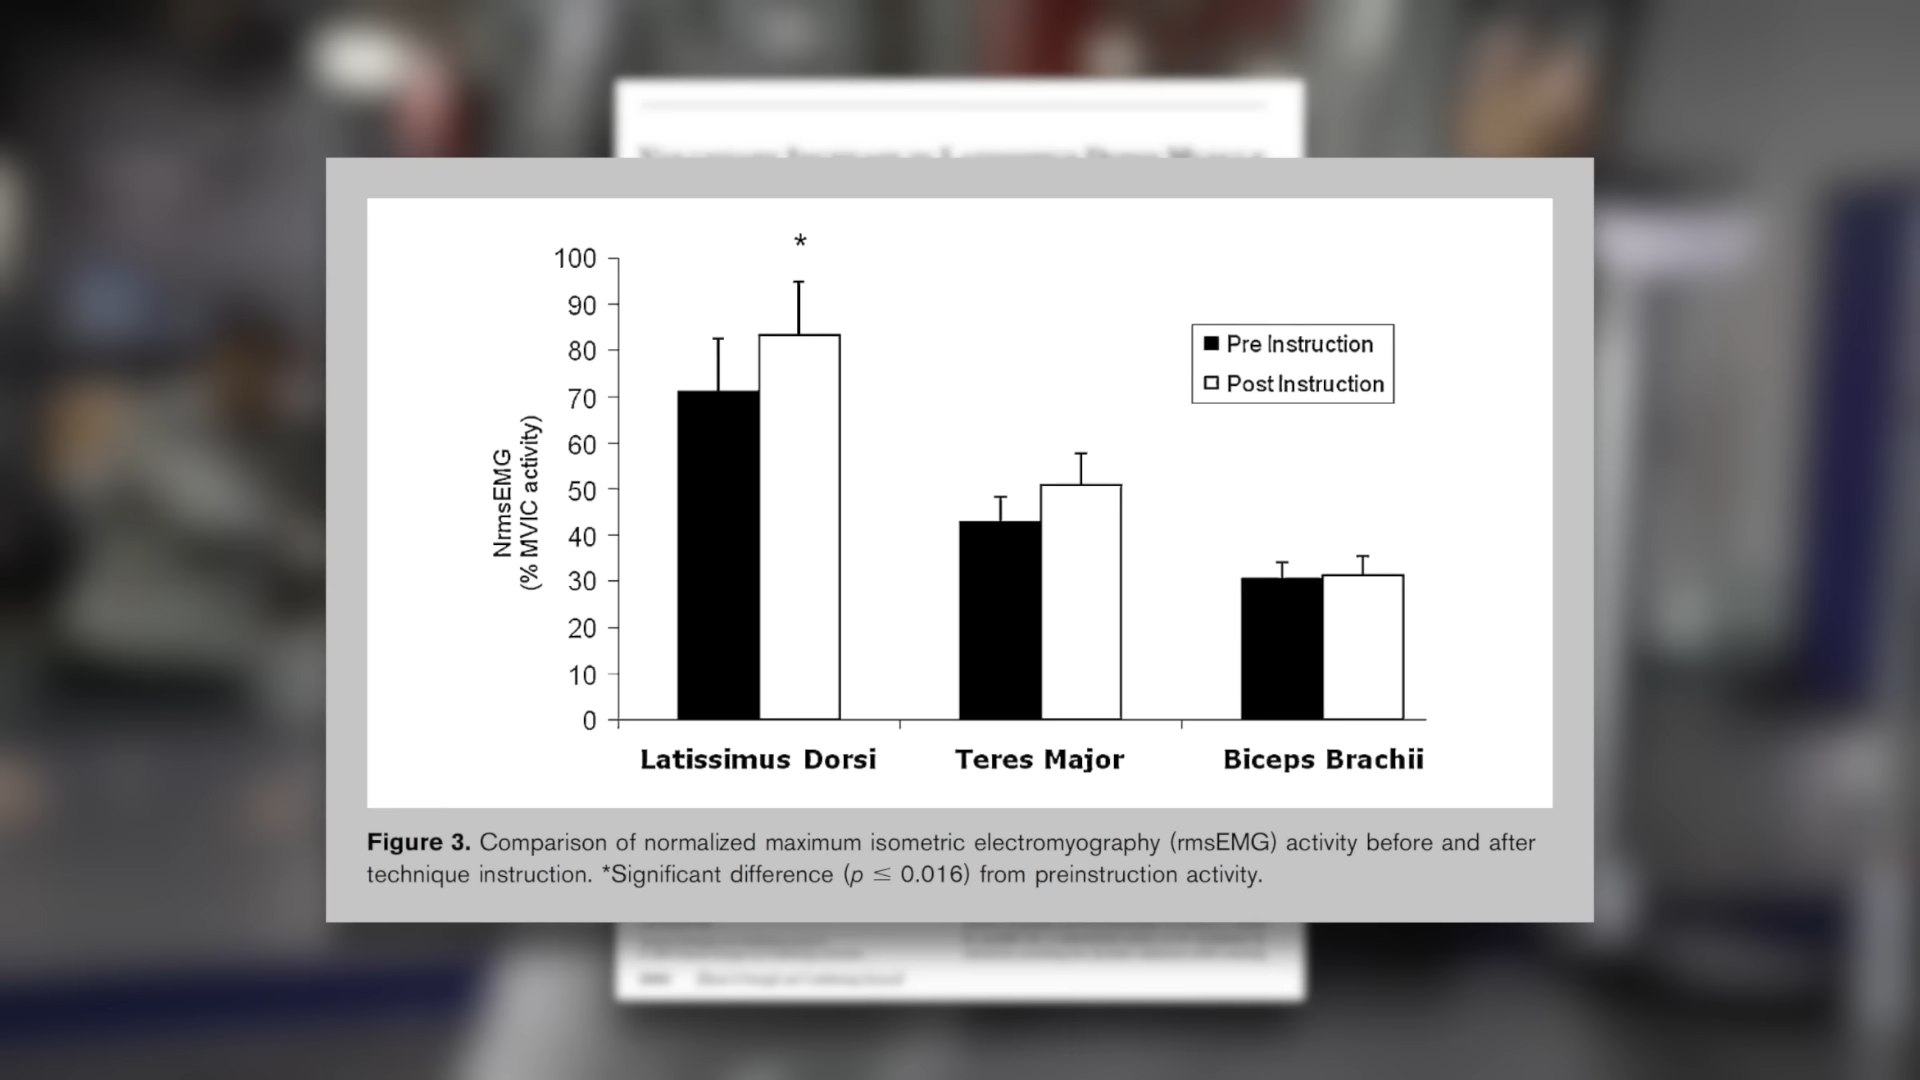 *
100
90
80
70
60
50
40
30
20
10
0
NrmsEMG
(% MVIC activity)
Pre Instruction
Post Instruction
Latissimus Dorsi
Teres Major
Biceps Brachii
Figure 3. Comparison of normalized maximum isometric electromyography (rmsEMG) activity before and after
technique instruction. *Significant difference (p ≤ 0.016) from preinstruction activity.